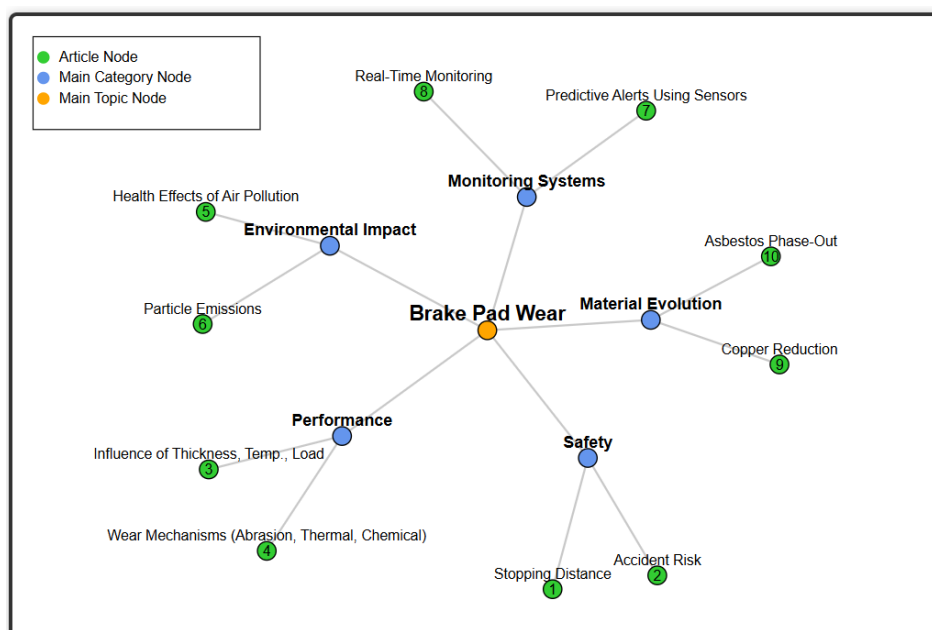 Article Node
Main Category Node
Main Topic Node
Real-Time Monitoring
8
Predictive Alerts Using Sensors
7
Monitoring Systems
Health Effects of Air Pollution
5
Environmental Impact
Asbestos Phase-Out
10
Particle Emissions
6
Brake Pad Wear
Material Evolution
Copper Reduction
9
Performance
Influence of Thickness, Temp., Load
3
Safety
Wear Mechanisms (Abrasion, Thermal, Chemical)
4
Stopping Distance
1
Accident Risk
2